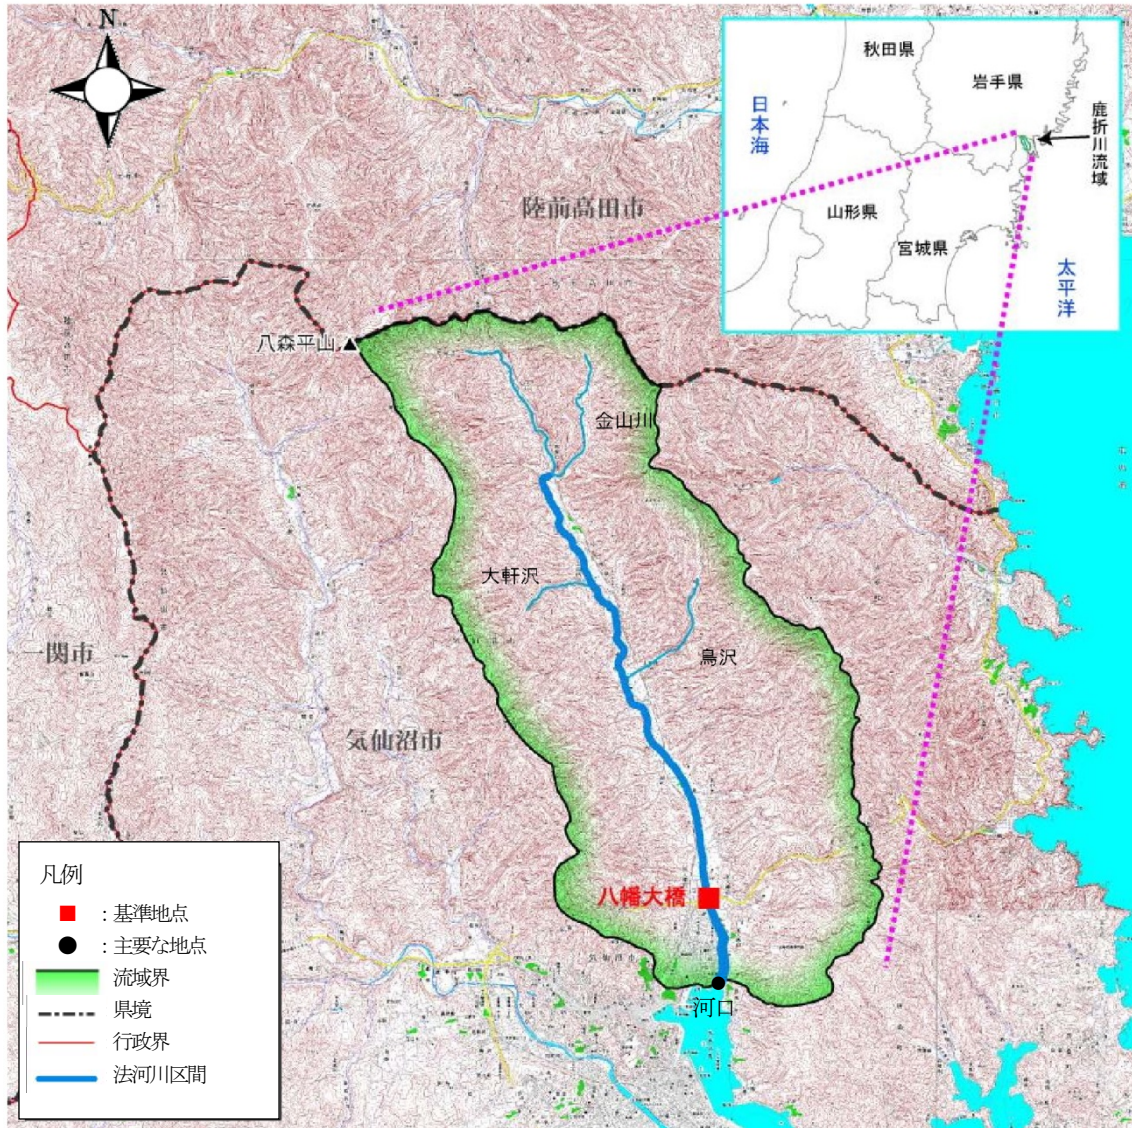 N
秋田県
岩手県
日本海
鹿折川
流域
山形県
宮城県
太平洋
陸前高田市
八森平山
金山川
大軒沢
鳥沢
一関市
気仙沼市
八幡大橋
河口
凡例
：基準地点
：主要な地点
流域界
県境
行政界
法河川区間